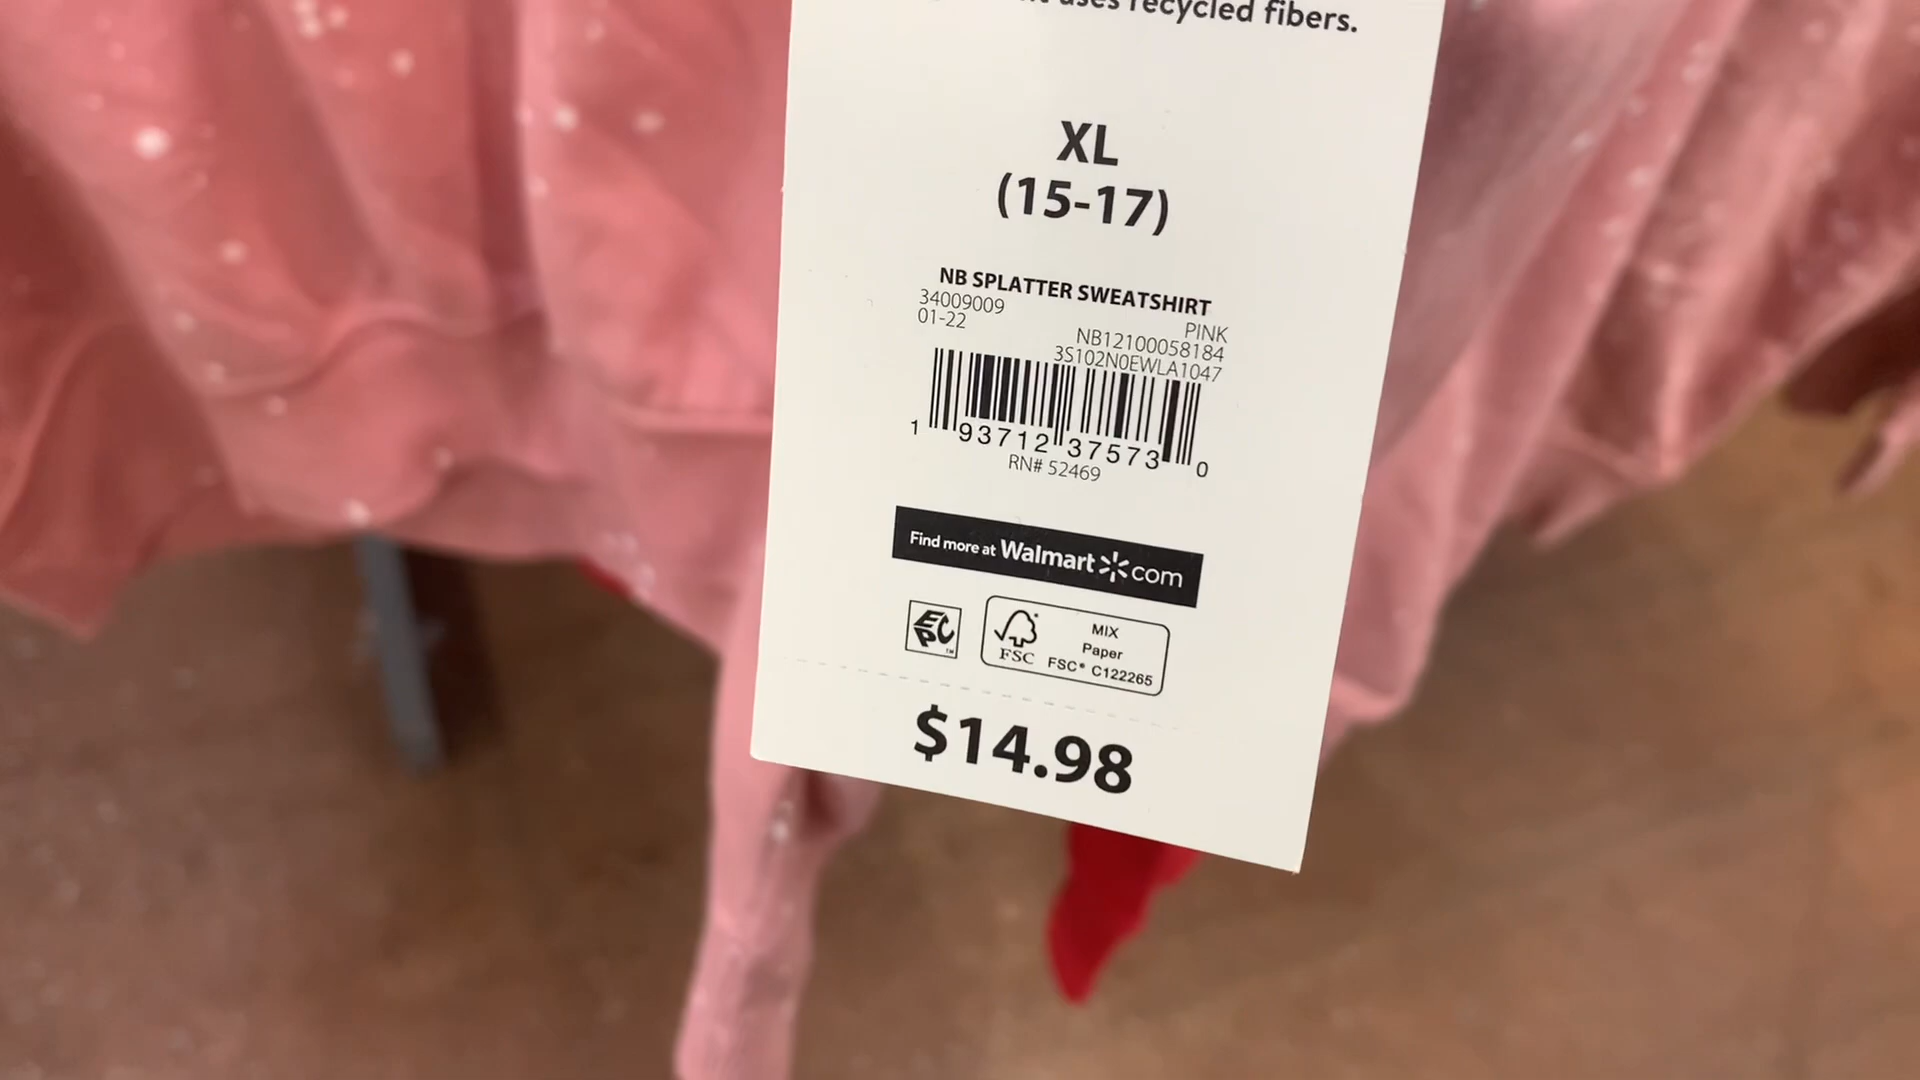 uses recycled fibers.
XL
(15-17)
NB SPLATTER SWEATSHIRT
34009009
PINK
01-22
NB12100058184
3S102N0EWLA1047
1 93712 37573 0
RN# 52469
Find more at Walmart com
EPC™
FSC
MIX
Paper
FSC® C122265
$14.98